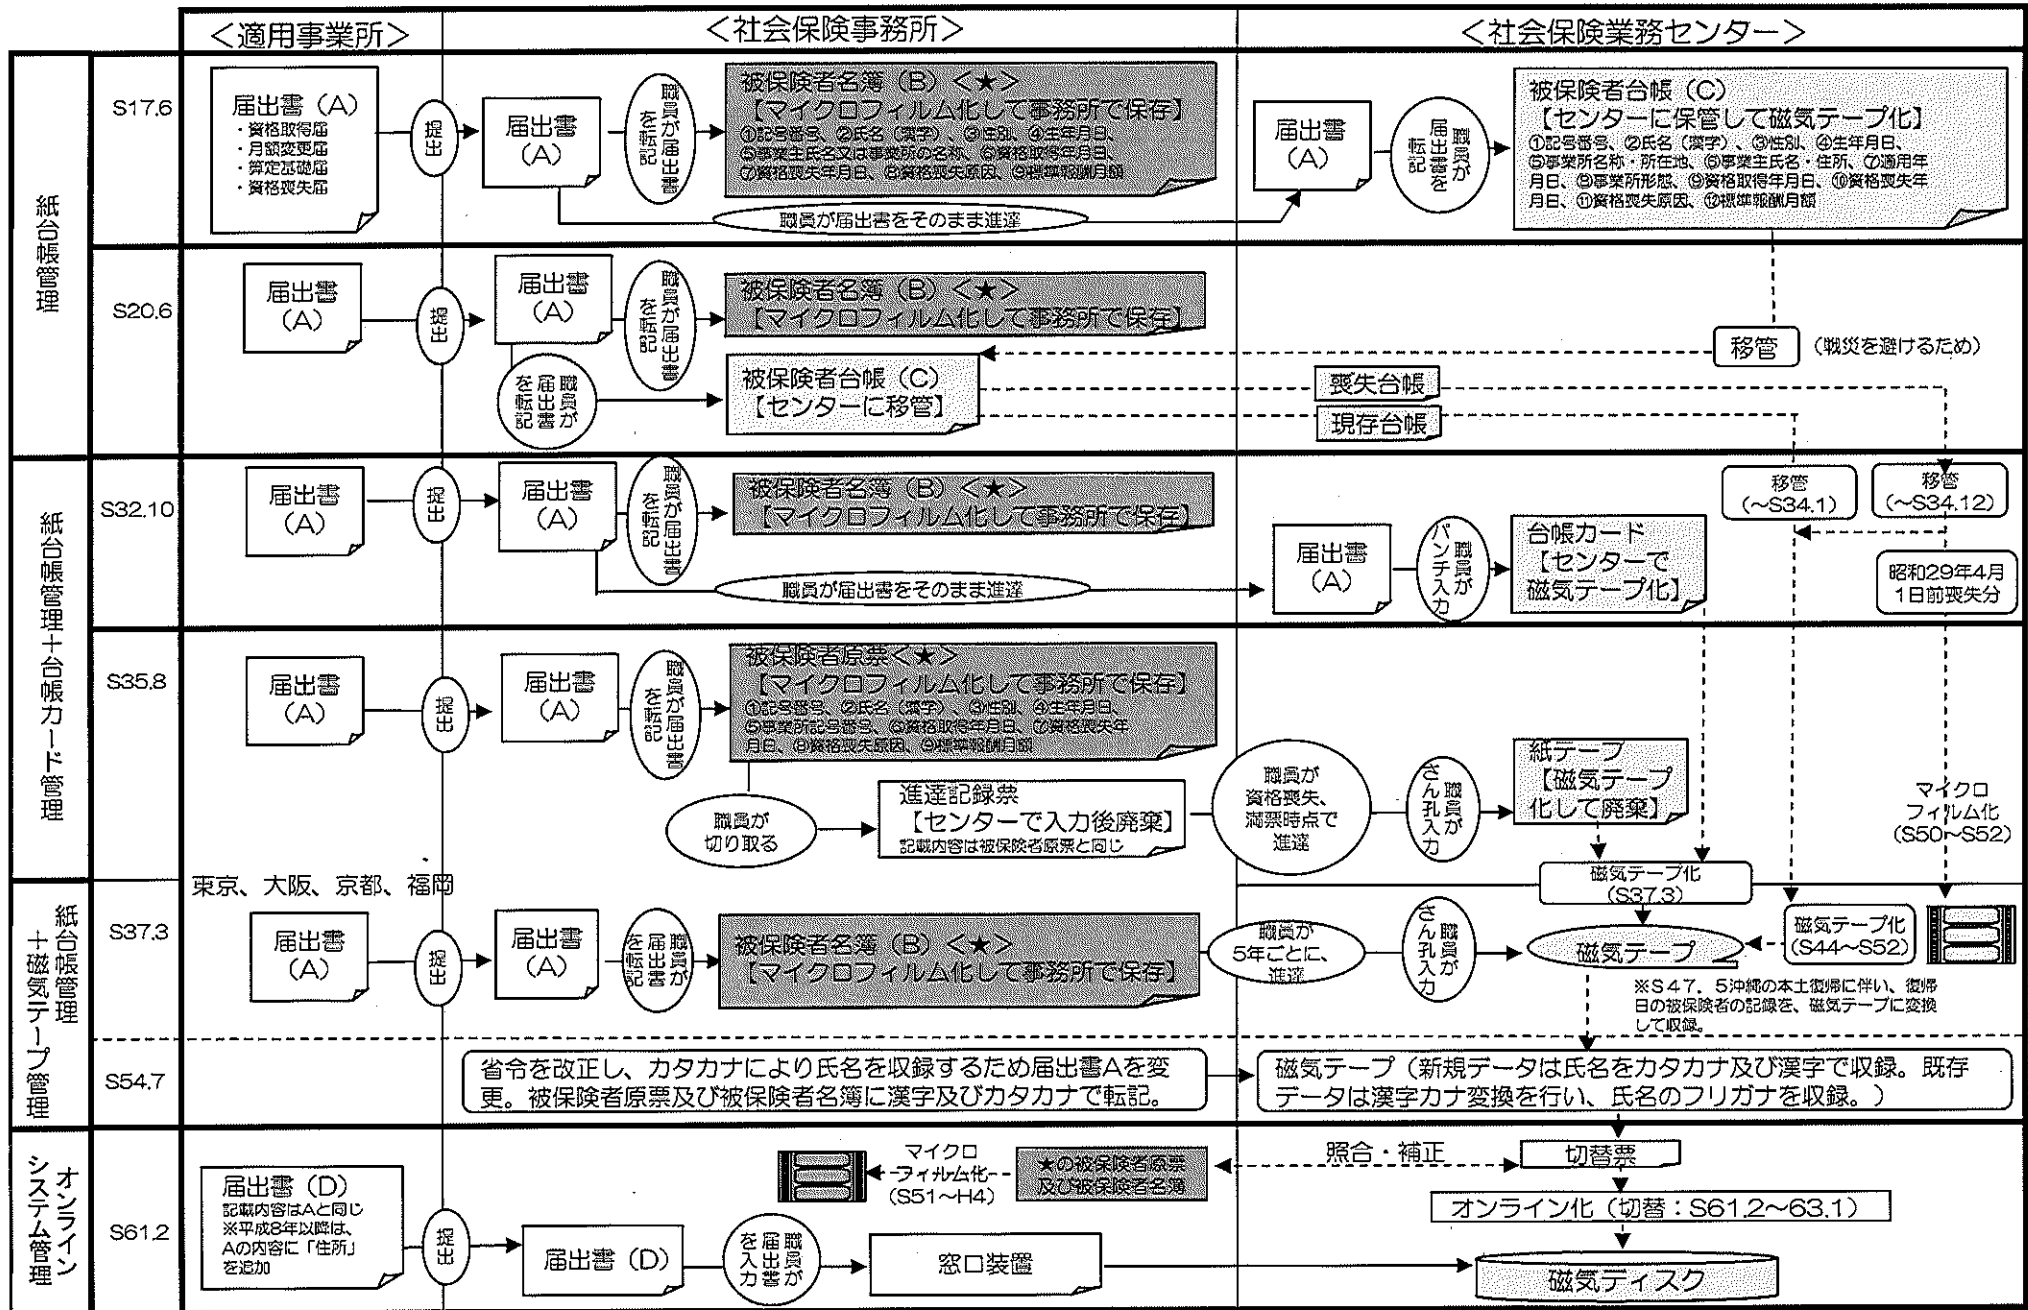 ＜適用事業所＞
＜社会保険事務所＞
＜社会保険業務センター＞
紙台帳管理
S17.6
届出書（A）
・資格取得届
・月額変更届
・算定基礎届
・資格喪失届
提出
届出書
（A）
職員が届出書
を転記
被保険者名簿（B）＜★＞
【マイクロフィルム化して事務所で保存】
①記号番号、②氏名（漢字）、③性別、④生年月日、
⑤事業主氏名又は事業所の名称、⑥資格取得年月日、
⑦資格喪失年月日、⑧資格喪失原因、⑨標準報酬月額
職員が届出書をそのまま進達
届出書
（A）
職員が
届出書を
転記
被保険者台帳（C）
【センターに保管して磁気テープ化】
①記号番号、②氏名（漢字）、③性別、④生年月日、
⑤事業所名称・所在地、⑥事業主氏名・住所、⑦適用年
月日、⑧事業所形態、⑨資格取得年月日、⑩資格喪失年
月日、⑪資格喪失原因、⑫標準報酬月額
S20.6
届出書
（A）
提出
届出書
（A）
職員が届出書
を転記
被保険者名簿（B）＜★＞
【マイクロフィルム化して事務所で保存】
職員が
届出書
を転記
被保険者台帳（C）
【センターに移管】
移管
（戦災を避けるため）
喪失台帳
現存台帳
紙台帳管理＋台帳カード管理
S32.10
届出書
（A）
提出
届出書
（A）
職員が届出書
を転記
被保険者名簿（B）＜★＞
【マイクロフィルム化して事務所で保存】
職員が届出書をそのまま進達
届出書
（A）
職員が
パンチ入力
台帳カード
【センターで
磁気テープ化】
移管
（～S34.1）
移管
（～S34.12）
昭和29年4月
1日前喪失分
S35.8
届出書
（A）
提出
届出書
（A）
職員が届出書
を転記
被保険者原票＜★＞
【マイクロフィルム化して事務所で保存】
①記号番号、②氏名（漢字）、③性別、④生年月日、
⑤事業所記号番号、⑥資格取得年月日、⑦資格喪失年
月日、⑧資格喪失原因、⑨標準報酬月額
職員が
切り取る
進達記録票
【センターで入力後廃棄】
記載内容は被保険者原票と同じ
職員が
資格喪失、
満票時点で
進達
職員が
さん孔入力
紙テープ
【磁気テープ
化して廃棄】
マイクロ
フィルム化
（S50～S52）
磁気テープ化
（S37.3）
紙台帳管理
＋磁気テープ管理
S37.3
東京、大阪、京都、福岡
届出書
（A）
提出
届出書
（A）
職員が
届出書
を転記
被保険者名簿（B）＜★＞
【マイクロフィルム化して事務所で保存】
職員が
5年ごとに、
進達
職員が
さん孔入力
磁気テープ
磁気テープ化
（S44～S52）
※S４７．５沖縄の本土復帰に伴い、復帰
日の被保険者の記録を、磁気テープに変換
して収録。
S54.7
省令を改正し、カタカナにより氏名を収録するため届出書Aを変
更。被保険者原票及び被保険者名簿に漢字及びカタカナで転記。
磁気テープ（新規データは氏名をカタカナ及び漢字で収録。既存
データは漢字カナ変換を行い、氏名のフリガナを収録。）
オンライン
システム管理
S61.2
届出書（D）
記載内容はAと同じ
※平成8年以降は、
Aの内容に「住所」
を追加
提出
届出書（D）
職員が
届出書
を入力
窓口装置
マイクロ
フィルム化
（S51～H4）
★の被保険者原票
及び被保険者名簿
照合・補正
切替票
オンライン化（切替：S61.2～63.1）
磁気ディスク